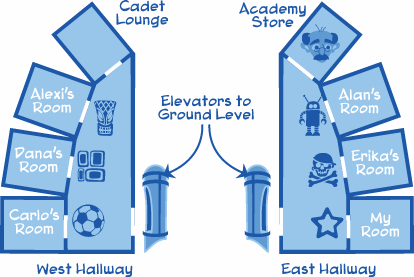 Cadet
Lounge
Academy
Store
Alexi's
Room
Elevators to
Ground Level
Alan's
Room
Dana's
Room
Erika's
Room
Carlo's
Room
My
Room
West Hallway
East Hallway